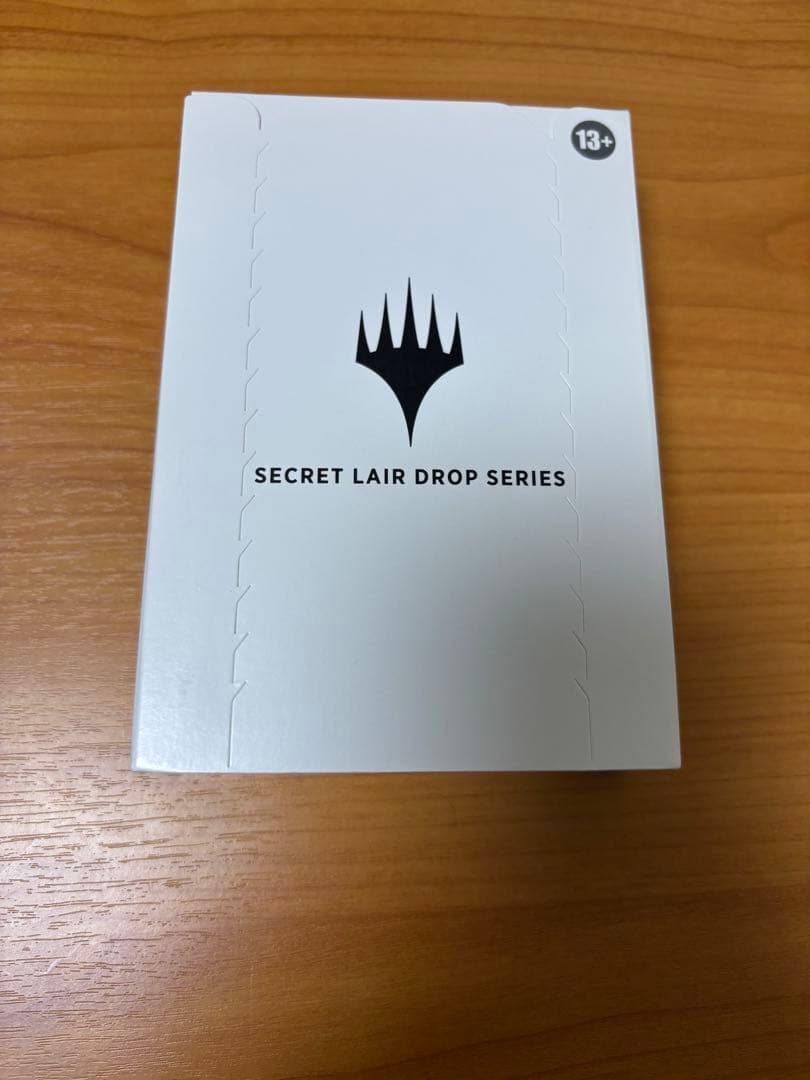 13+
SECRET LAIR DROP SERIES